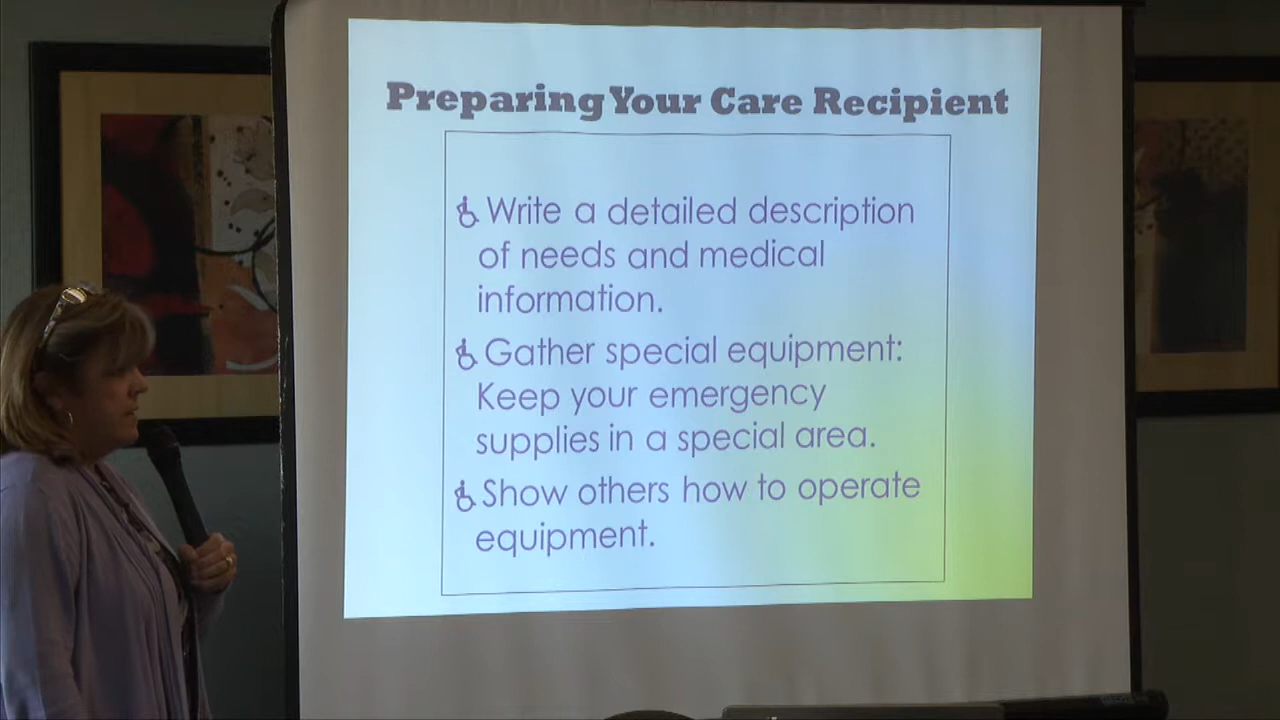 Preparing Your Care Recipient
Write a detailed description
of needs and medical
information.
Gather special equipment:
Keep your emergency
supplies in a special area.
Show others how to operate
equipment.